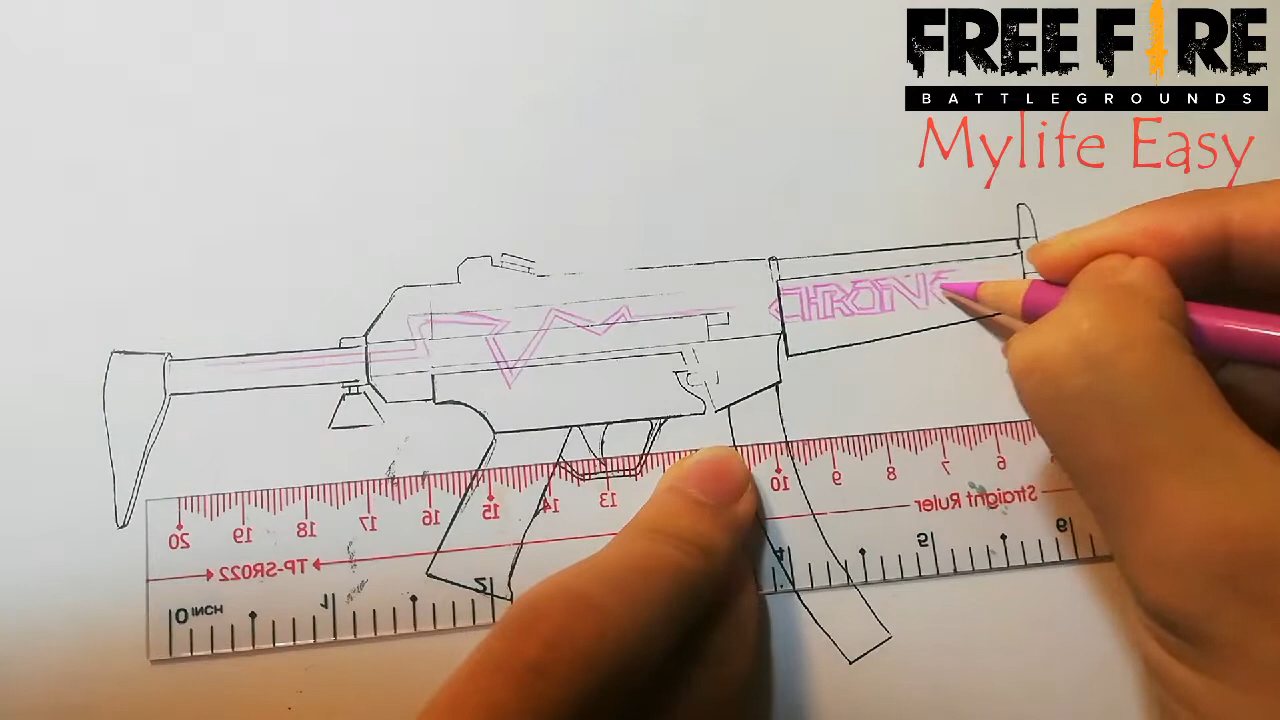 FREE FIRE
BATTLEGROUNDS
Mylife Easy
CHRONO
20 19 18 17 16 15 14 13 10 9 8 7 6
Straight Ruler
TP-SR022
0 INCH 1 2 4 5 6